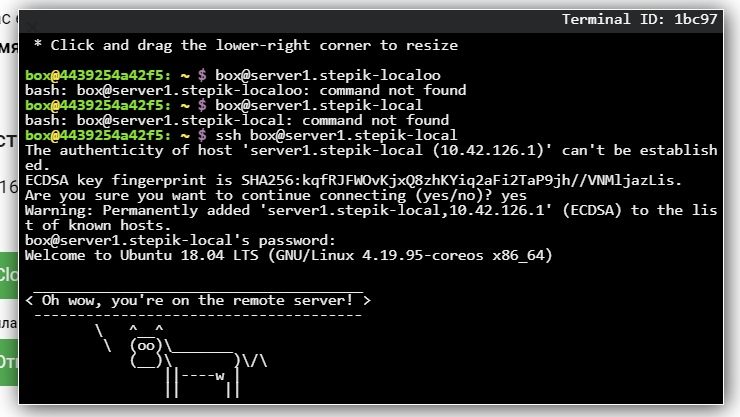 Terminal ID: 1bc97
* Click and drag the lower-right corner to resize
box@4439254a42f5: ~ $ box@server1.stepik-localoo
bash: box@server1.stepik-localoo: command not found
box@4439254a42f5: ~ $ box@server1.stepik-local
bash: box@server1.stepik-local: command not found
box@4439254a42f5: ~ $ ssh box@server1.stepik-local
The authenticity of host 'server1.stepik-local (10.42.126.1)' can't be establish
ed.
ECDSA key fingerprint is SHA256:kqfRJFWOvKjxQ8zhKYiq2aFi2TaP9jh//VNMljazLis.
Are you sure you want to continue connecting (yes/no)? yes
Warning: Permanently added 'server1.stepik-local,10.42.126.1' (ECDSA) to the lis
t of known hosts.
box@server1.stepik-local's password:
Welcome to Ubuntu 18.04 LTS (GNU/Linux 4.19.95-coreos x86_64)
 ____________________________________
< Oh wow, you're on the remote server! >
 ------------------------------------
        \   ^__^
         \  (oo)\_______
            (__)\       )\/\
                ||----w |
                ||     ||